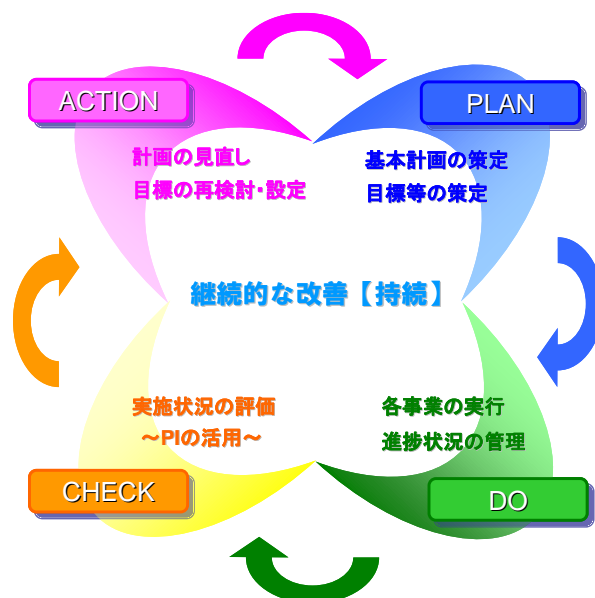 ACTION
計画の見直し
目標の再検討・設定
PLAN
基本計画の策定
目標等の策定
継続的な改善【持続】
実施状況の評価
～PIの活用～
CHECK
各事業の実行
進捗状況の管理
DO